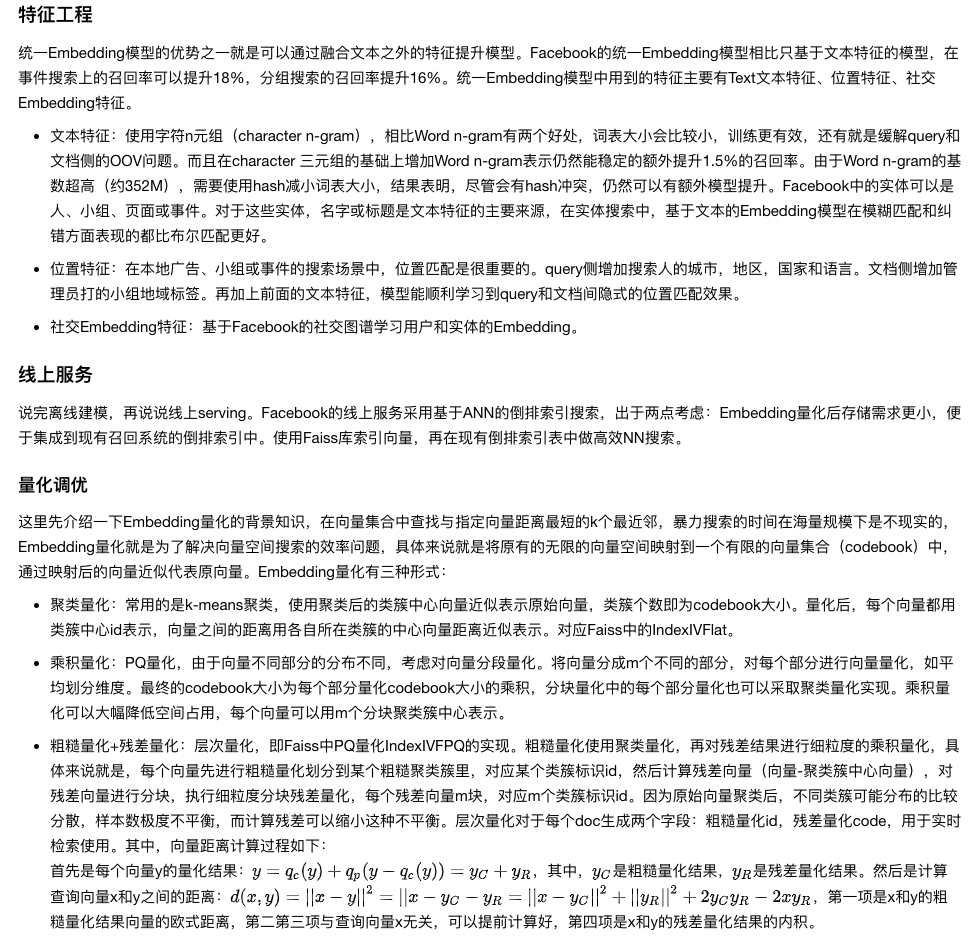 特征工程
统一Embedding模型的优势之一就是可以通过融合文本之外的特征提升模型。Facebook的统一Embedding模型相比只基于文本特征的模型，在
事件搜索上的召回率可以提升18%，分组搜索的召回率提升16%。统一Embedding模型中用到的特征主要有Text文本特征、位置特征、社交
Embedding特征。
• 文本特征：使用字符n元组（character n-gram），相比Word n-gram有两个好处，词表大小会比较小，训练更有效，还有就是缓解query和
文档侧的OOV问题。而且在character 三元组的基础上增加Word n-gram表示仍然能稳定的额外提升1.5%的召回率。由于Word n-gram的基
数超高（约352M），需要使用hash减小词表大小，结果表明，尽管会有hash冲突，仍然可以有额外模型提升。Facebook中的实体可以是
人、小组、页面或事件。对于这些实体，名字或标题是文本特征的主要来源，在实体搜索中，基于文本的Embedding模型在模糊匹配和纠
错方面表现的都比布尔匹配更好。
• 位置特征：在本地广告、小组或事件的搜索场景中，位置匹配是很重要的。query侧增加搜索人的城市，地区，国家和语言。文档侧增加管
理员打的小组地域标签。再加上前面的文本特征，模型能顺利学习到query和文档间隐式的位置匹配效果。
• 社交Embedding特征：基于Facebook的社交图谱学习用户和实体的Embedding。
线上服务
说完离线建模，再说说线上serving。Facebook的线上服务采用基于ANN的倒排索引搜索，出于两点考虑：Embedding量化后存储需求更小，便
于集成到现有召回系统的倒排索引中。使用Faiss库索引向量，再在现有倒排索引表中做高效NN搜索。
量化调优
这里先介绍一下Embedding量化的背景知识，在向量集合中查找与指定向量距离最短的k个最近邻，暴力搜索的时间在海量规模下是不现实的，
Embedding量化就是为了解决向量空间搜索的效率问题，具体来说就是将原有的无限的向量空间映射到一个有限的向量集合（codebook）中，
通过映射后的向量近似代表原向量。Embedding量化有三种形式：
• 聚类量化：常用的是k-means聚类，使用聚类后的类簇中心向量近似表示原始向量，类簇个数即为codebook大小。量化后，每个向量都用
类簇中心id表示，向量之间的距离用各自所在类簇的中心向量距离近似表示。对应Faiss中的IndexIVFlat。
• 乘积量化：PQ量化，由于向量不同部分的分布不同，考虑对向量分段量化。将向量分成m个不同的部分，对每个部分进行向量量化，如平
均划分维度。最终的codebook大小为每个部分量化codebook大小的乘积，分块量化中的每个部分量化也可以采取聚类量化实现。乘积量
化可以大幅降低空间占用，每个向量可以用m个分块聚类簇中心表示。
• 粗糙量化+残差量化：层次量化，即Faiss中PQ量化IndexIVFPQ的实现。粗糙量化使用聚类量化，再对残差结果进行细粒度的乘积量化，具
体来说就是，每个向量先进行粗糙量化划分到某个粗糙聚类簇里，对应某个类簇标识id，然后计算残差向量（向量-聚类簇中心向量），对
残差向量进行分块，执行细粒度分块残差量化，每个残差向量m块，对应m个类簇标识id。因为原始向量聚类后，不同类簇可能分布的比较
分散，样本数极度不平衡，而计算残差可以缩小这种不平衡。层次量化对于每个doc生成两个字段：粗糙量化id，残差量化code，用于实时
检索使用。其中，向量距离计算过程如下：
首先是每个向量y的量化结果：y = q_c(y) + q_p(y − q_c(y)) = y_C + y_R，其中，y_C是粗糙量化结果，y_R是残差量化结果。然后是计算
查询向量x和y之间的距离：d(x, y) = ||x − y||² = ||x − y_C − y_R = ||x − y_C||² + ||y_R||² + 2y_C y_R − 2xy_R，第一项是x和y的粗
糙量化结果向量的欧式距离，第二第三项与查询向量x无关，可以提前计算好，第四项是x和y的残差量化结果的内积。